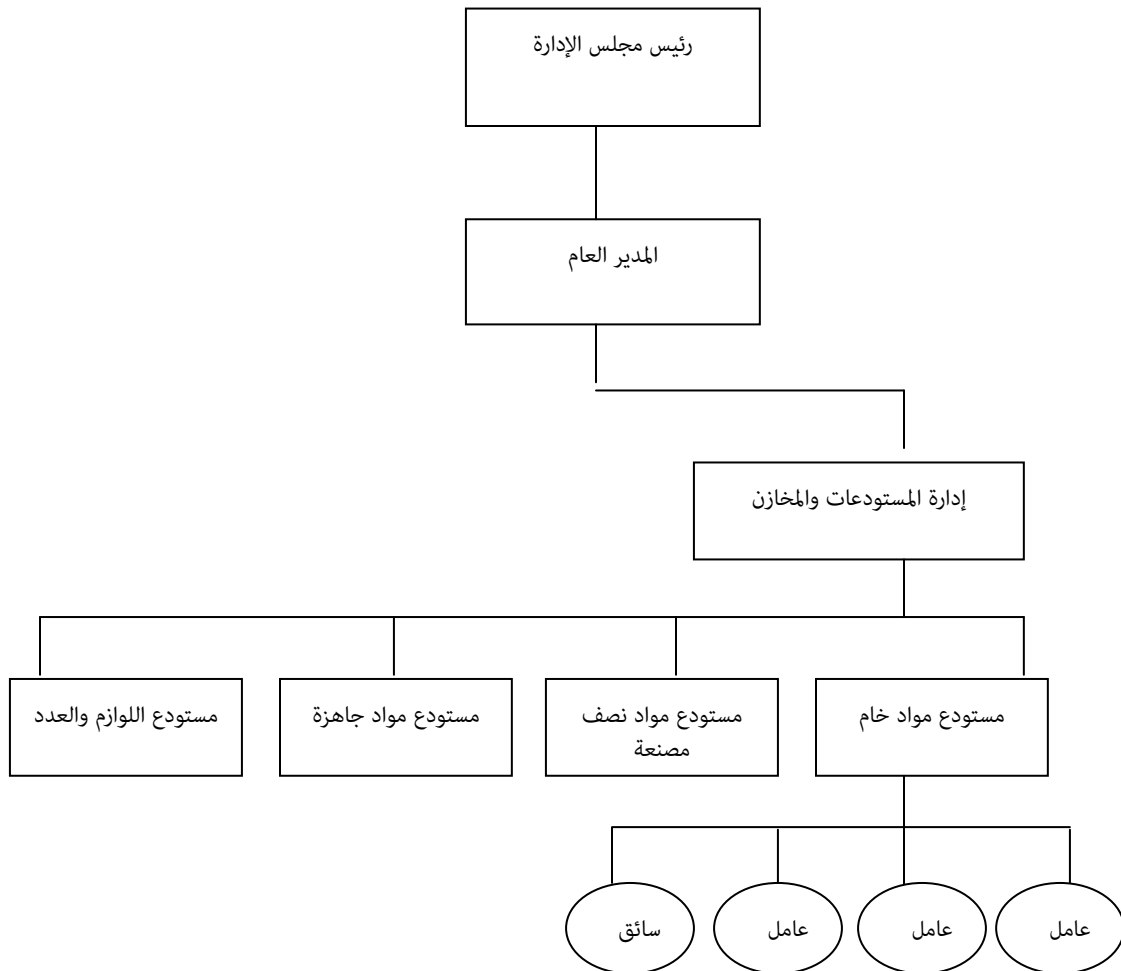 رئيس مجلس الإدارة
المدير العام
إدارة المستودعات والمخازن
مستودع مواد خام
مستودع مواد نصف
مصنعة
مستودع مواد جاهزة
مستودع اللوازم والعدد
عامل
عامل
عامل
سائق